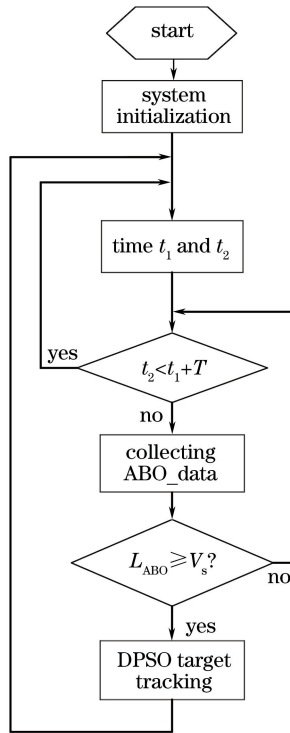 start
system
initialization
time t₁ and t₂
yes
t₂<t₁+T
no
collecting
ABO_data
L_ABO⩾Vₛ?
no
yes
DPSO target
tracking